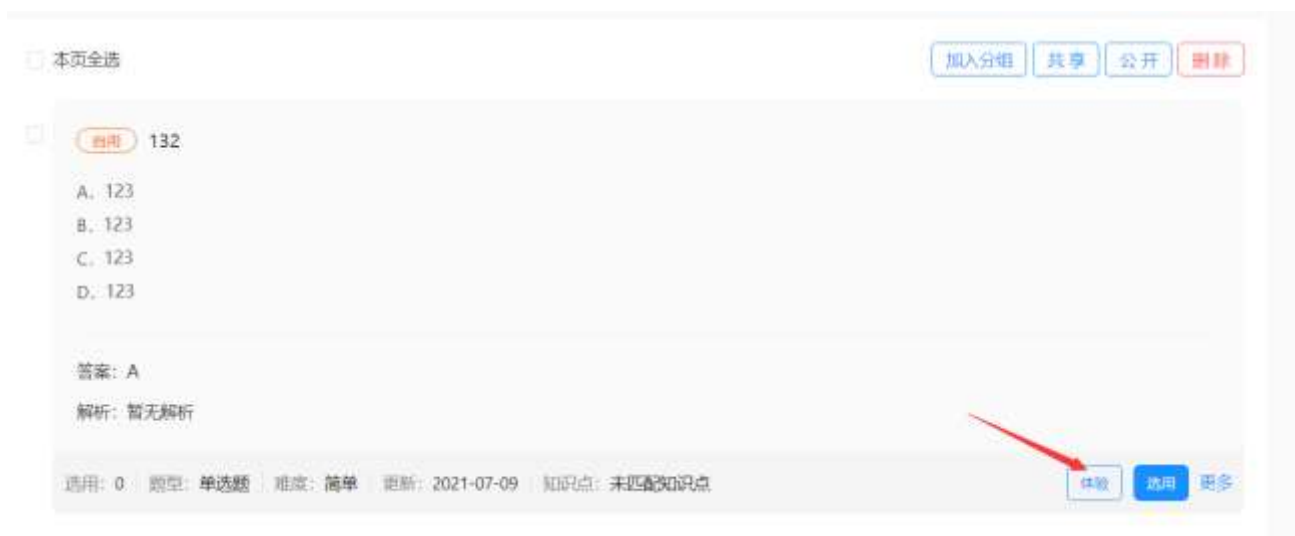 本页全选 加入分组 共享 公开 删除
自用 132
A. 123
B. 123
C. 123
D. 123
答案：A
解析：暂无解析
选用：0 题型：单选题 难度：简单 更新：2021-07-09 知识点：未匹配知识点 体验 选用 更多